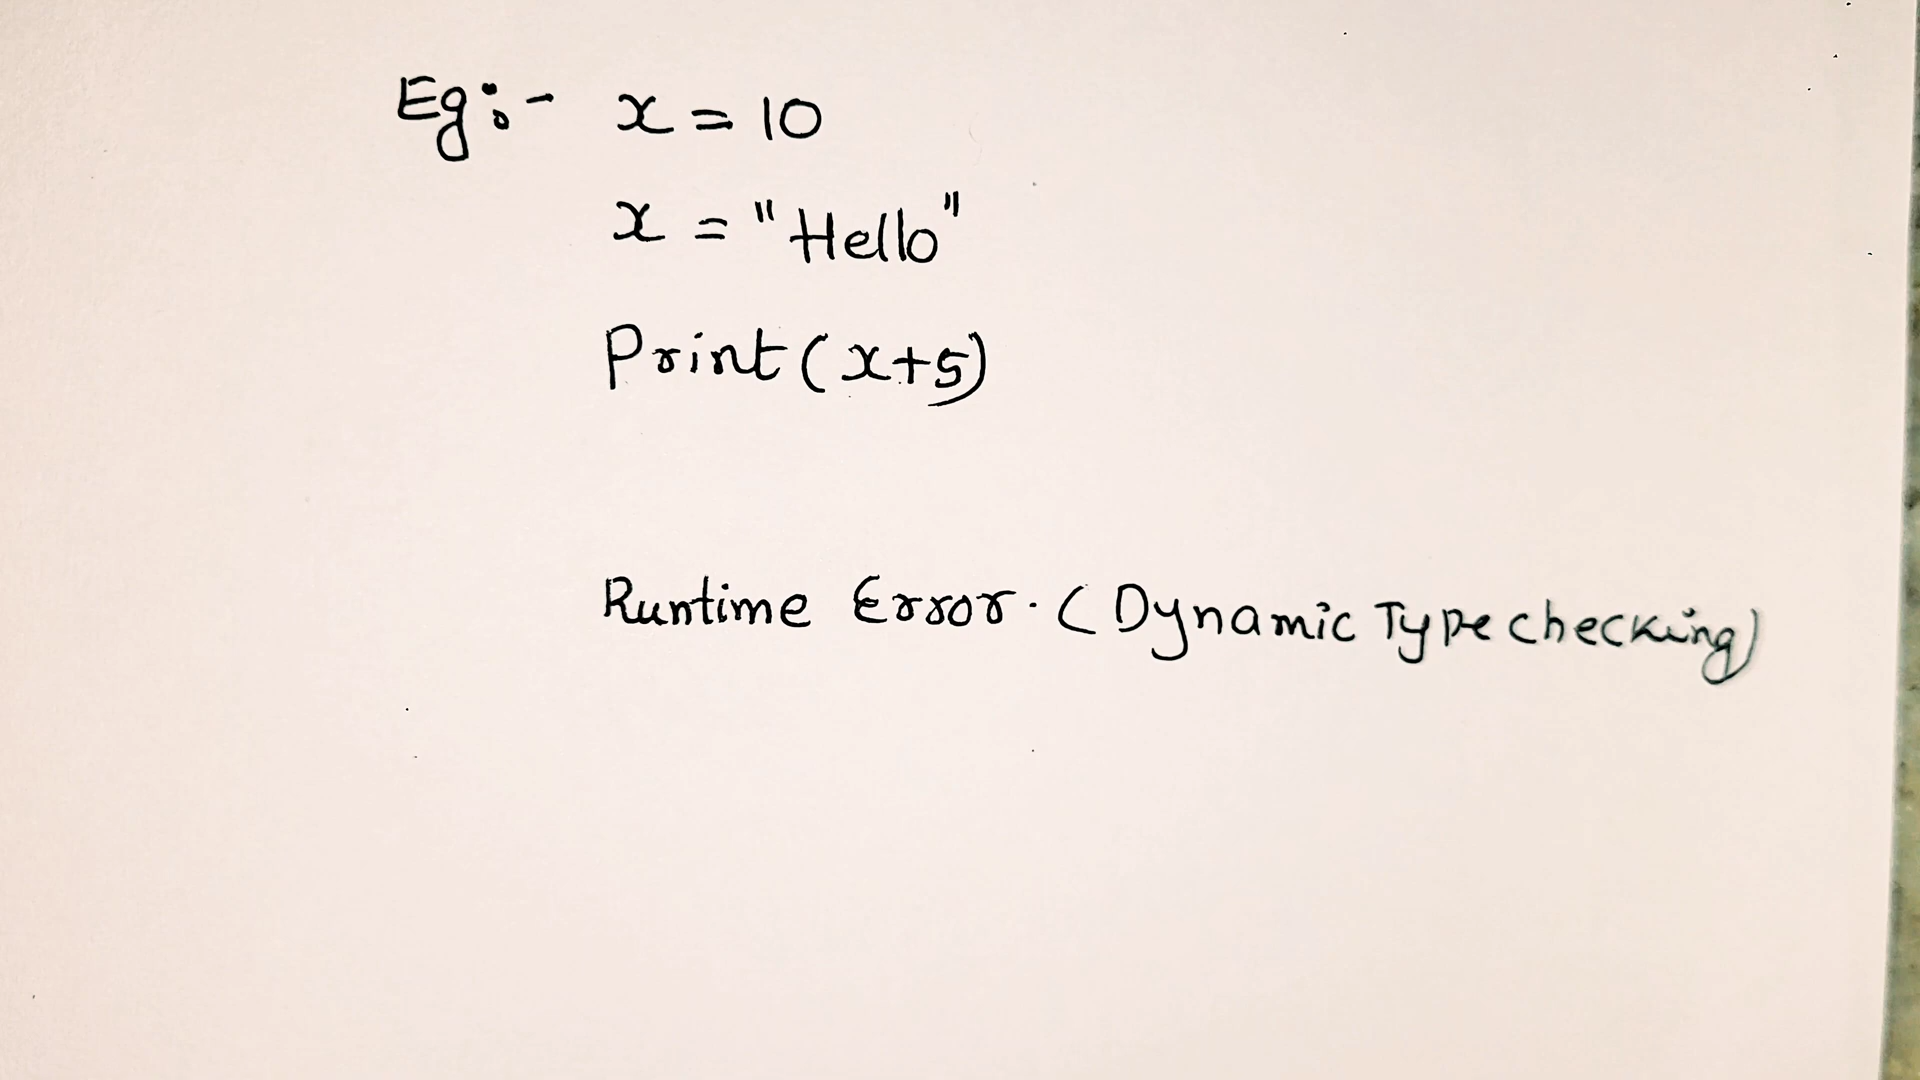 Eg:- x = 10
x = "Hello"
Print(x+5)
Runtime Error. (Dynamic Type checking)